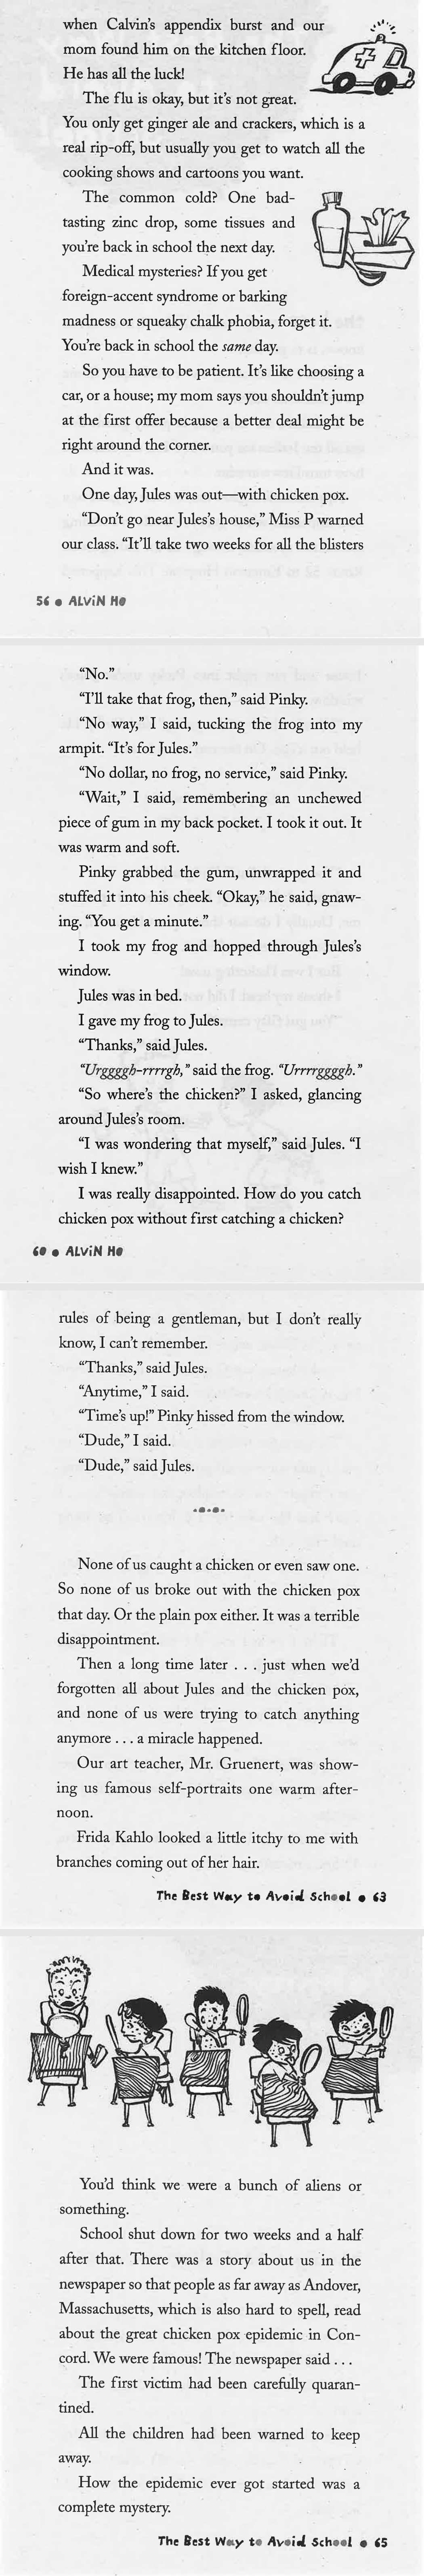 when Calvin's appendix burst and our
mom found him on the kitchen floor.
He has all the luck!
The flu is okay, but it's not great.
You only get ginger ale and crackers, which is a
real rip-off, but usually you get to watch all the
cooking shows and cartoons you want.
The common cold? One bad-
tasting zinc drop, some tissues and
you're back in school the next day.
Medical mysteries? If you get
foreign-accent syndrome or barking
madness or squeaky chalk phobia, forget it.
You're back in school the same day.
So you have to be patient. It's like choosing a
car, or a house; my mom says you shouldn't jump
at the first offer because a better deal might be
right around the corner.
And it was.
One day, Jules was out—with chicken pox.
"Don't go near Jules's house," Miss P warned
our class. "It'll take two weeks for all the blisters
56 • ALViN HO
"No."
"I'll take that frog, then," said Pinky.
"No way," I said, tucking the frog into my
armpit. "It's for Jules."
"No dollar, no frog, no service," said Pinky.
"Wait," I said, remembering an unchewed
piece of gum in my back pocket. I took it out. It
was warm and soft.
Pinky grabbed the gum, unwrapped it and
stuffed it into his cheek. "Okay," he said, gnaw-
ing. "You get a minute."
I took my frog and hopped through Jules's
window.
Jules was in bed.
I gave my frog to Jules.
"Thanks," said Jules.
"Urggggh-rrrrgh," said the frog. "Urrrrggggh."
"So where's the chicken?" I asked, glancing
around Jules's room.
"I was wondering that myself," said Jules. "I
wish I knew."
I was really disappointed. How do you catch
chicken pox without first catching a chicken?
60 • ALViN HO
rules of being a gentleman, but I don't really
know, I can't remember.
"Thanks," said Jules.
"Anytime," I said.
"Time's up!" Pinky hissed from the window.
"Dude," I said.
"Dude," said Jules.
None of us caught a chicken or even saw one.
So none of us broke out with the chicken pox
that day. Or the plain pox either. It was a terrible
disappointment.
Then a long time later . . . just when we'd
forgotten all about Jules and the chicken pox,
and none of us were trying to catch anything
anymore . . . a miracle happened.
Our art teacher, Mr. Gruenert, was show-
ing us famous self-portraits one warm after-
noon.
Frida Kahlo looked a little itchy to me with
branches coming out of her hair.
The Best Way to Avoid School • 63
You'd think we were a bunch of aliens or
something.
School shut down for two weeks and a half
after that. There was a story about us in the
newspaper so that people as far away as Andover,
Massachusetts, which is also hard to spell, read
about the great chicken pox epidemic in Con-
cord. We were famous! The newspaper said . . .
The first victim had been carefully quaran-
tined.
All the children had been warned to keep
away.
How the epidemic ever got started was a
complete mystery.
The Best Way to Avoid School • 65